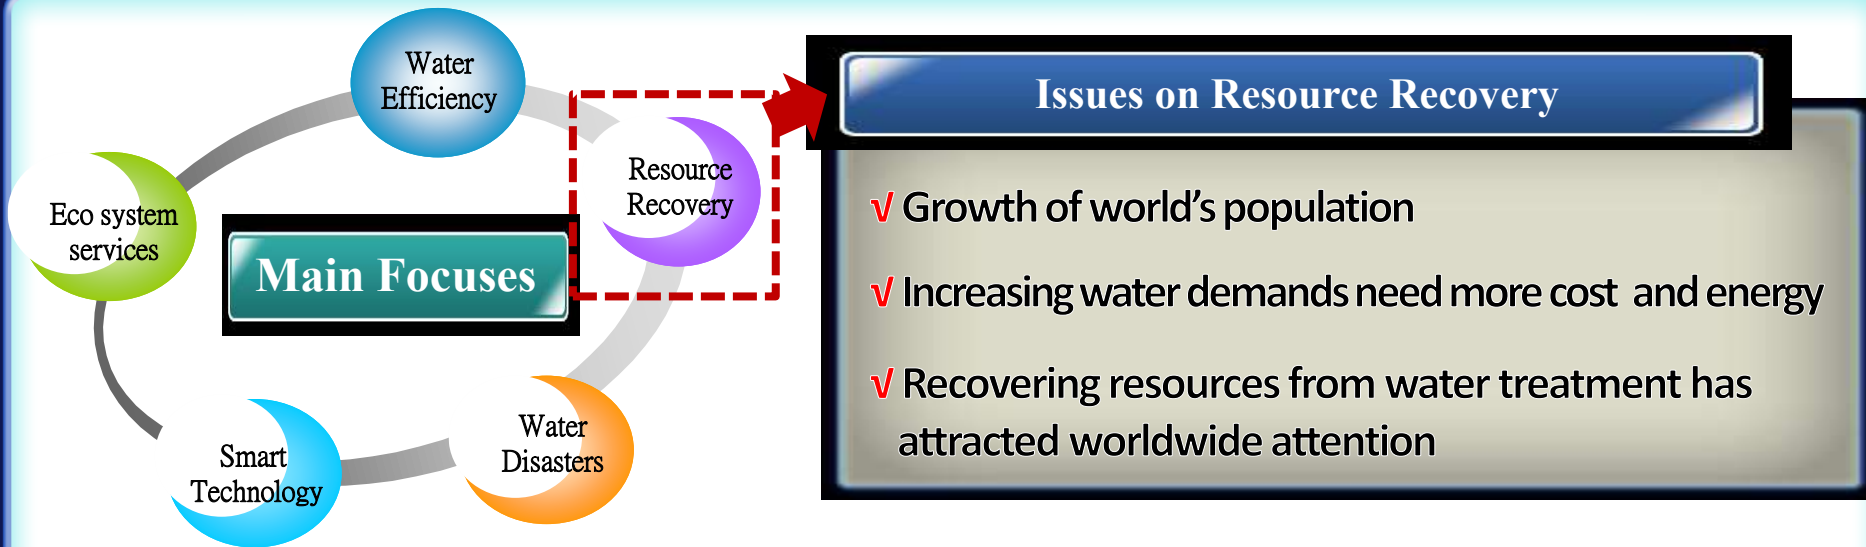 Water
Efficiency
Resource
Recovery
Eco system
services
Main Focuses
Water
Disasters
Smart
Technology
Issues on Resource Recovery
√ Growth of world’s population
√ Increasing water demands need more cost  and energy
√ Recovering resources from water treatment has
attracted worldwide attention